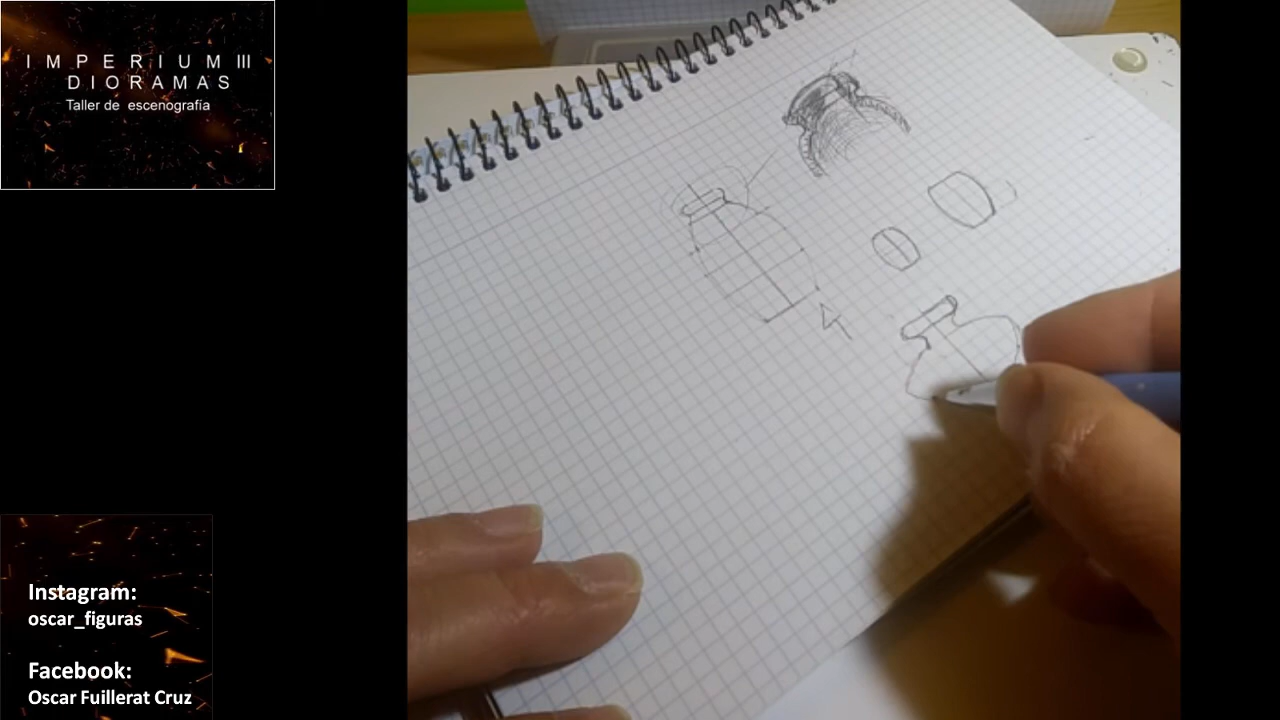 IMPERIUM III
DIORAMAS
Taller de escenografía
Instagram:
oscar_figuras
Facebook:
Oscar Fuillerat Cruz